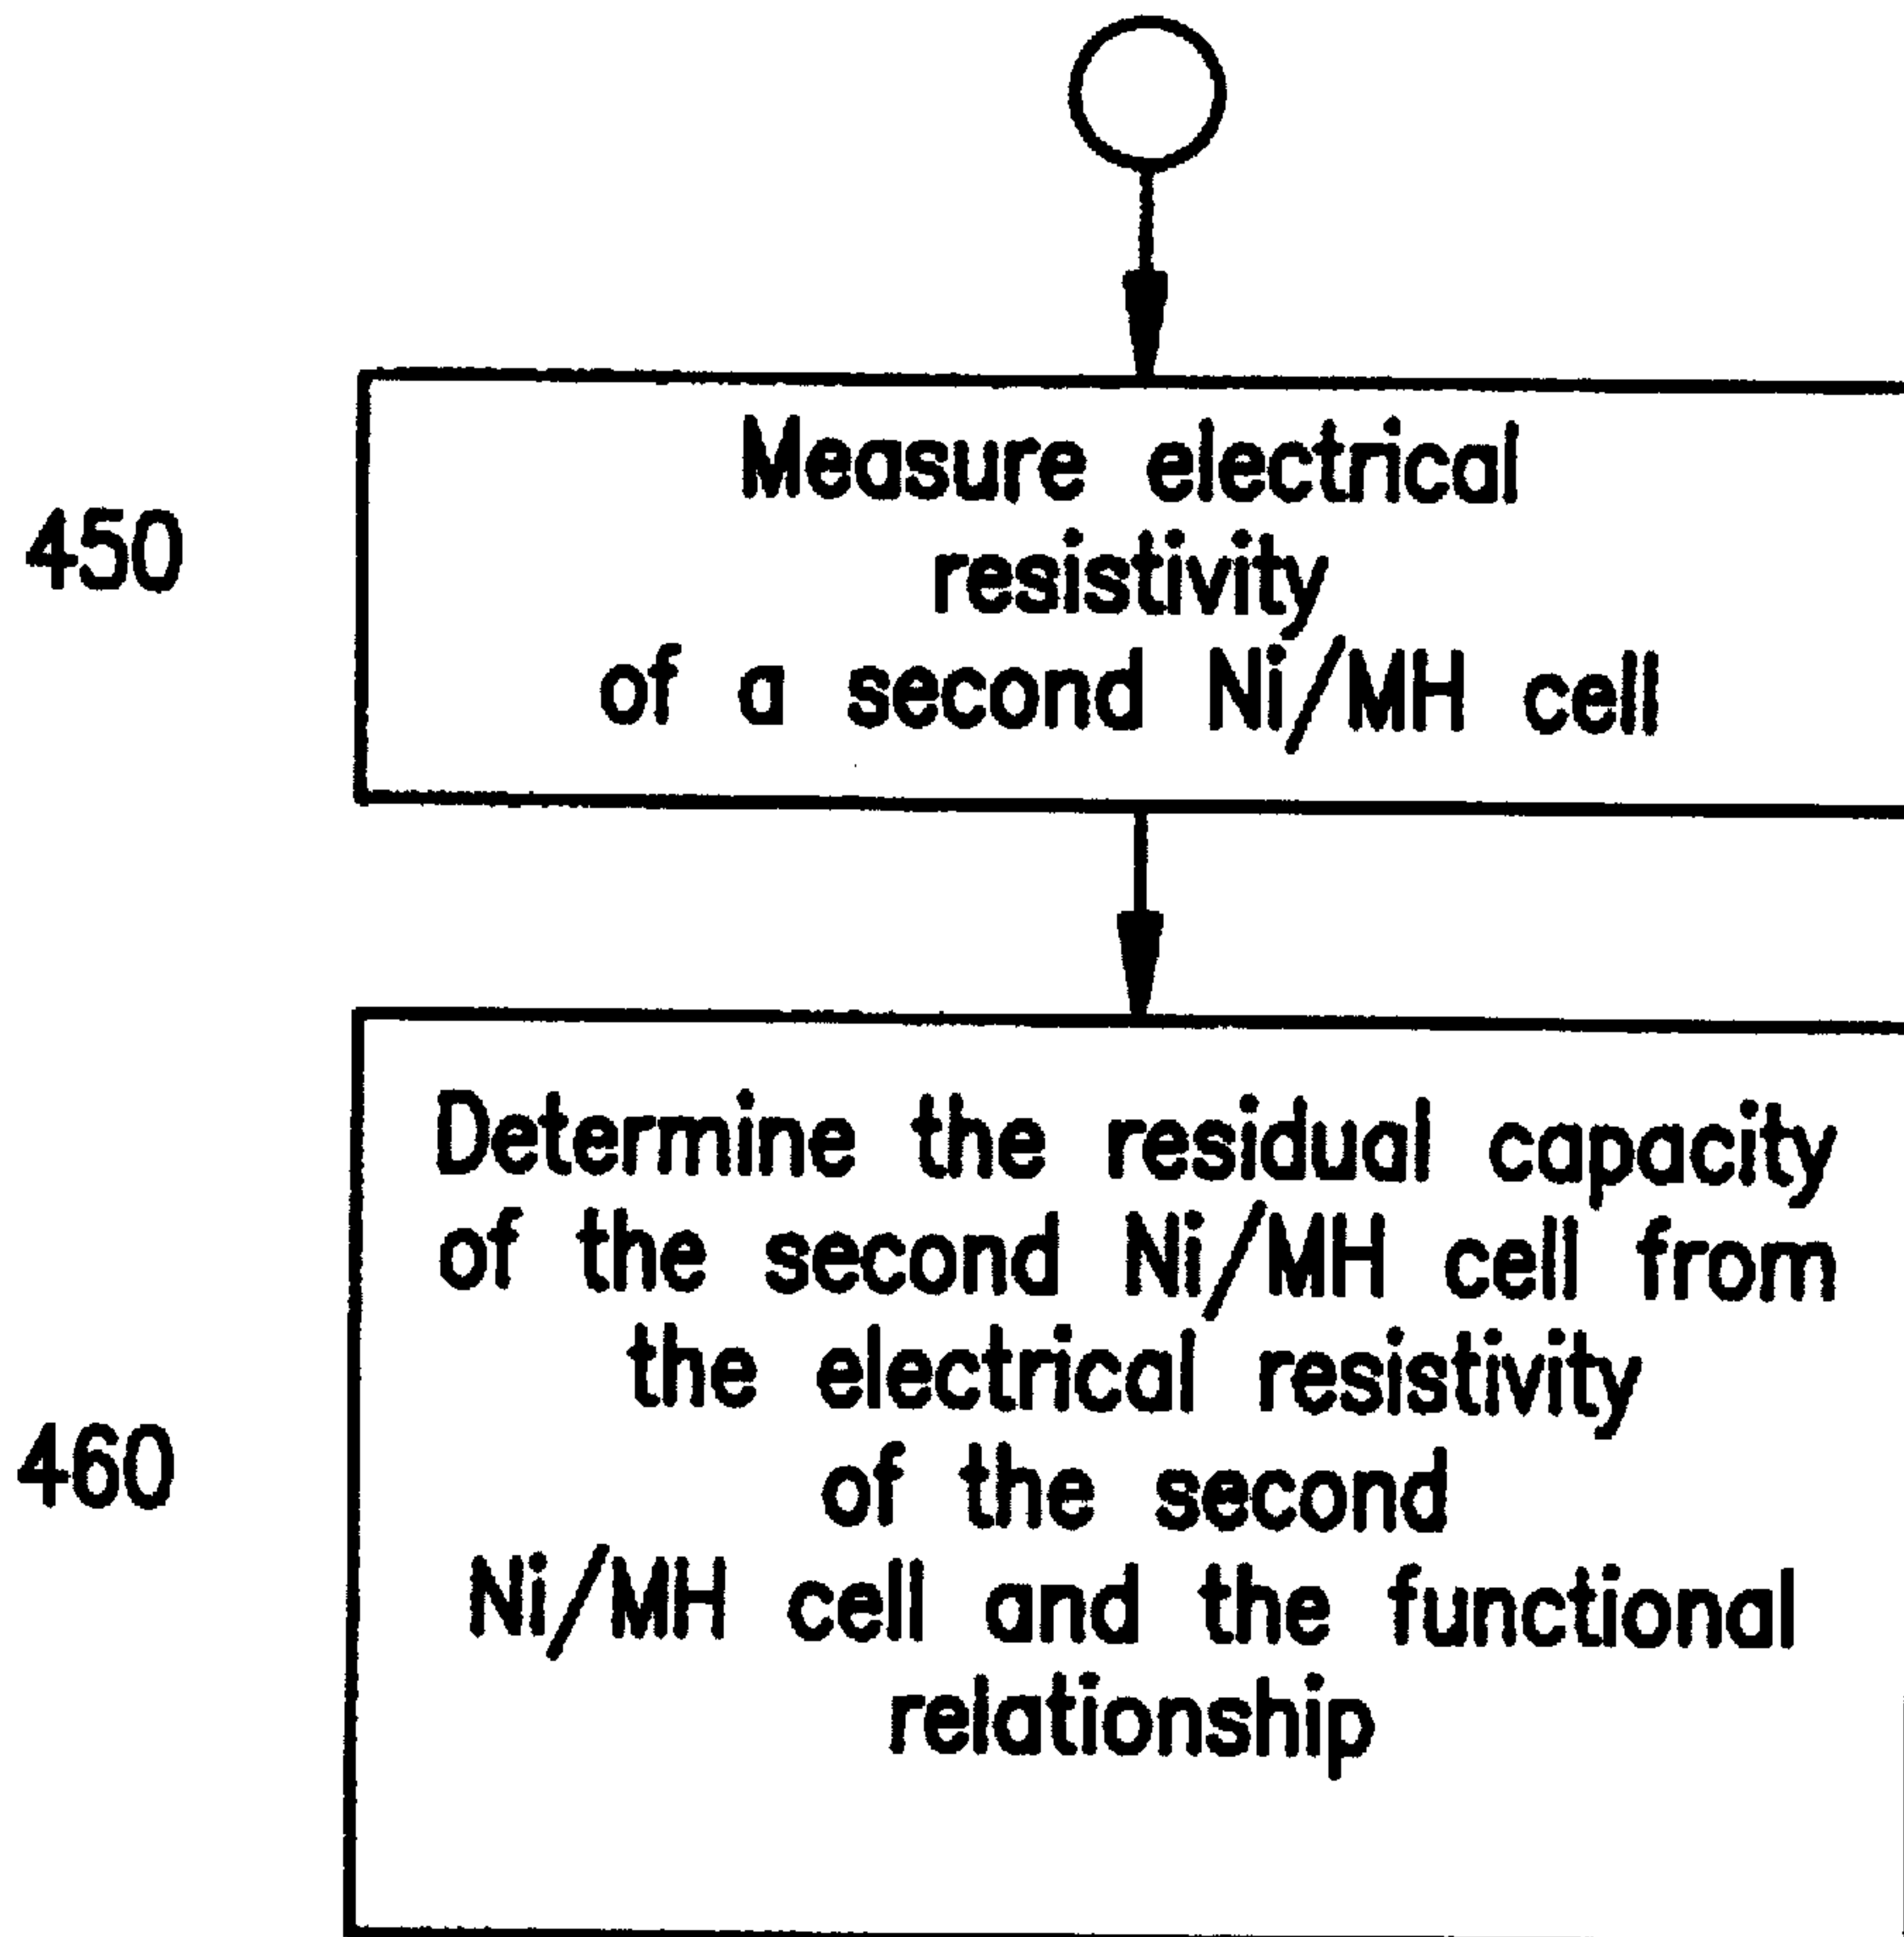 450
Measure electrical
resistivity
of a second Ni/MH cell
460
Determine the residual capacity
of the second Ni/MH cell from
the electrical resistivity
of the second
Ni/MH cell and the functional
relationship